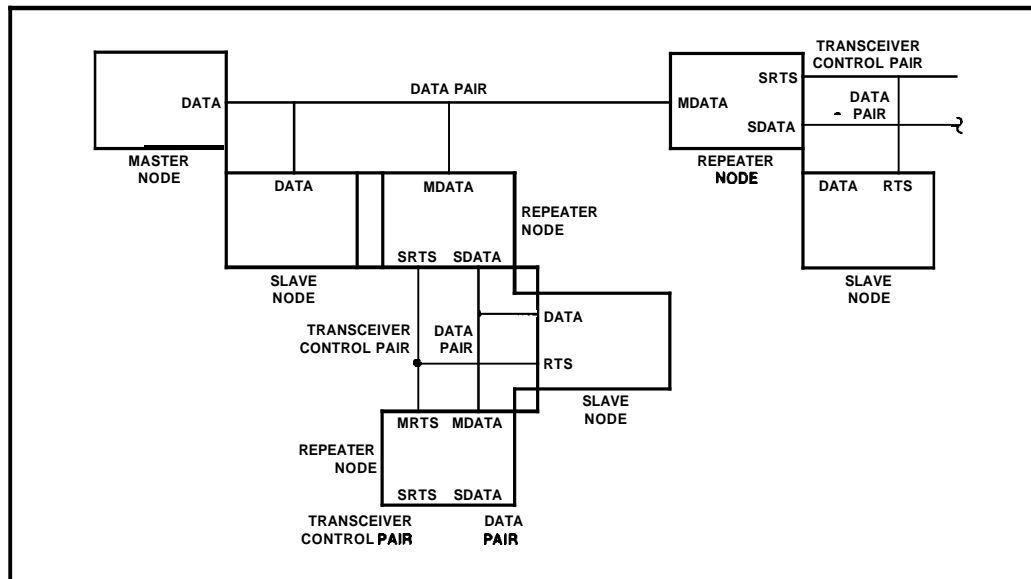 TRANSCEIVER
CONTROL PAIR
SRTS
DATA PAIR
DATA
MDATA
DATA
PAIR
SDATA
MASTER
NODE
REPEATER
NODE
DATA
MDATA
DATA RTS
REPEATER
NODE
SRTS SDATA
SLAVE
NODE
SLAVE
NODE
DATA
TRANSCEIVER
CONTROL PAIR
DATA
PAIR
RTS
SLAVE
NODE
MRTS MDATA
REPEATER
NODE
SRTS SDATA
TRANSCEIVER
CONTROL PAIR
DATA
PAIR